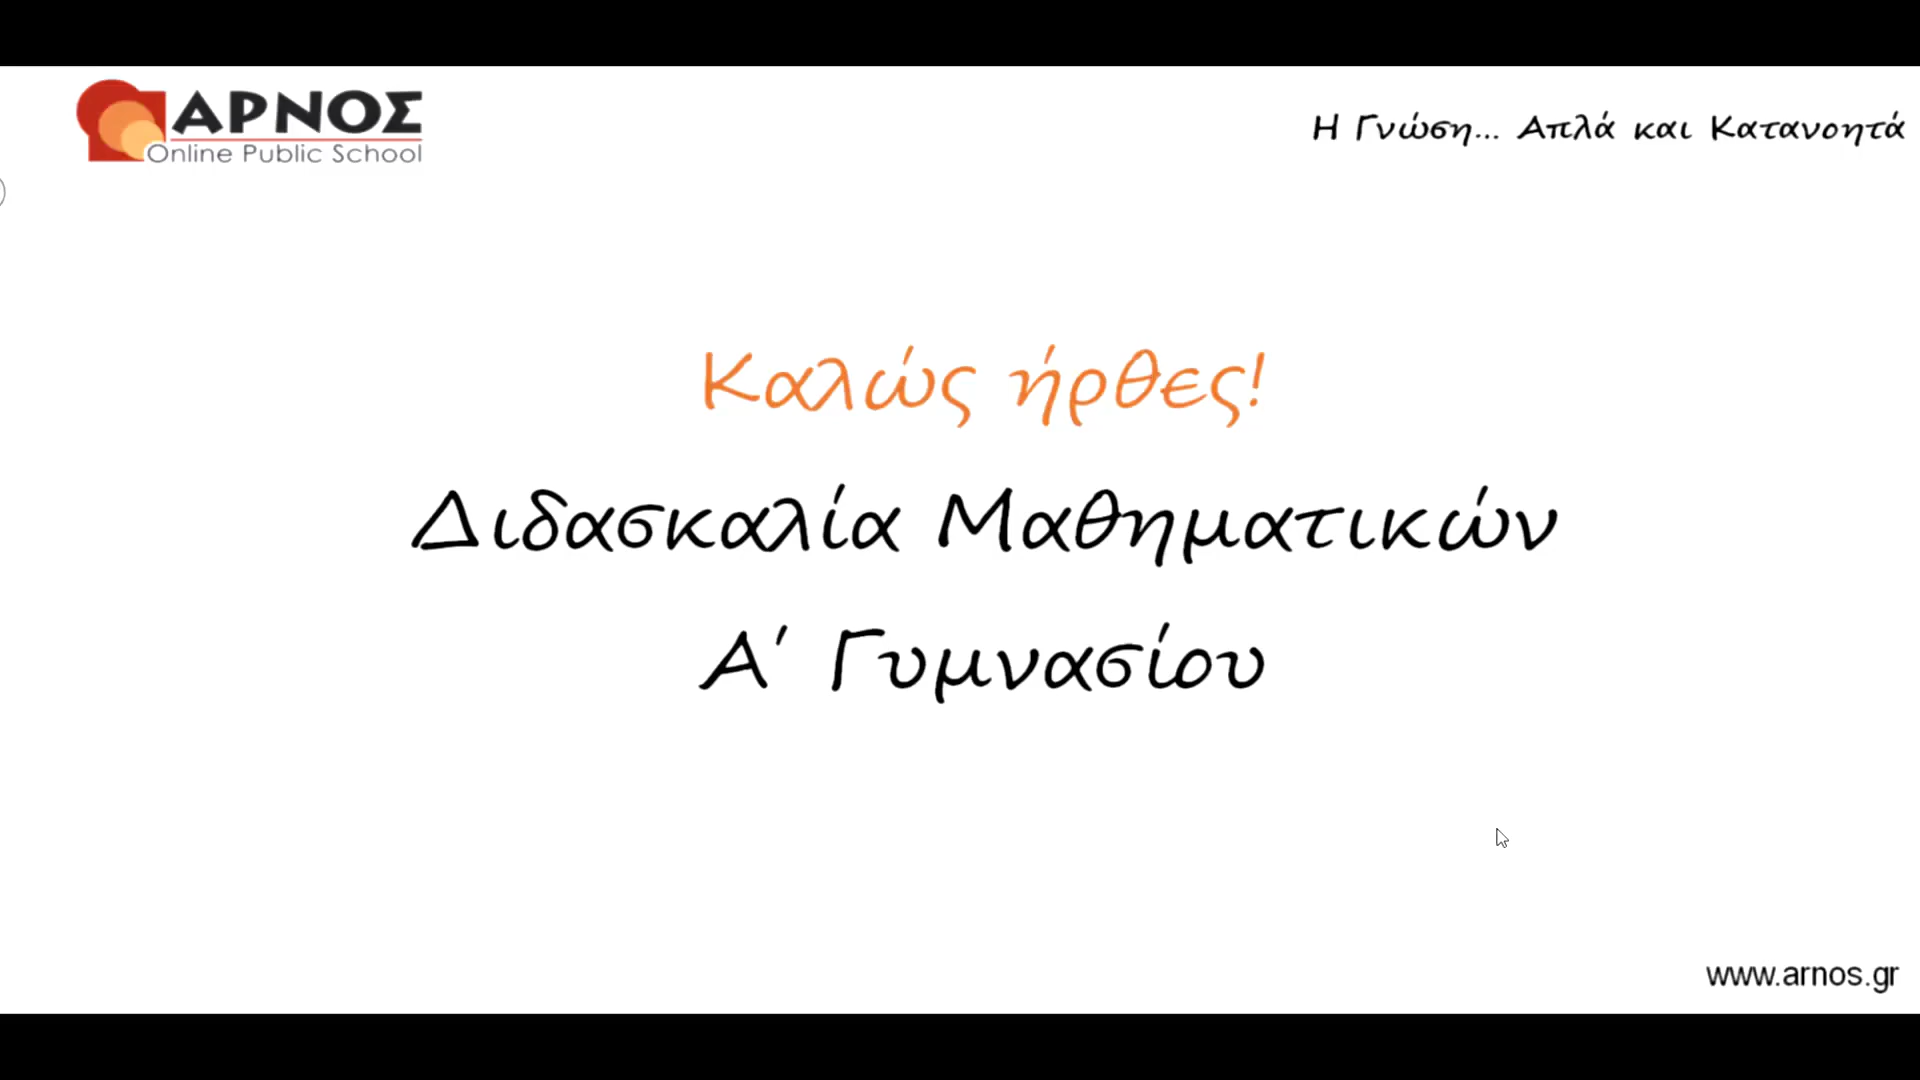 ΑΡΝΟΣ
Online Public School
Η Γνώση... Απλά και Κατανοητά
Καλώς ήρθες!
Διδασκαλία Μαθηματικών
Α' Γυμνασίου
www.arnos.gr